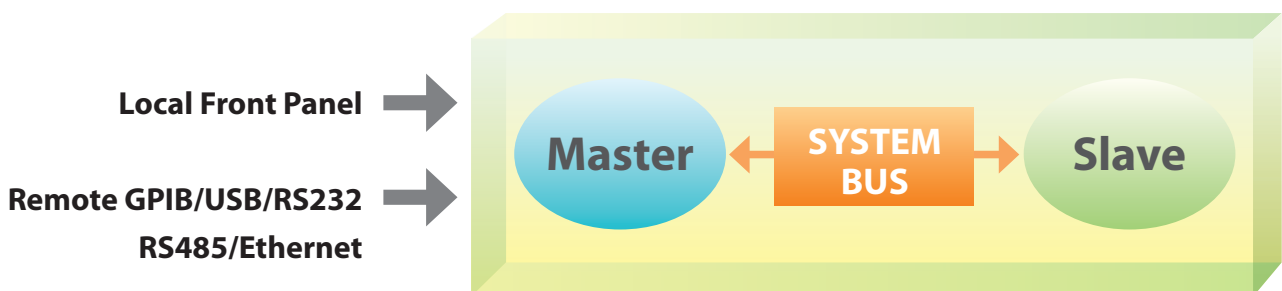 Local Front Panel
Remote GPIB/USB/RS232
RS485/Ethernet
Master
SYSTEM
BUS
Slave